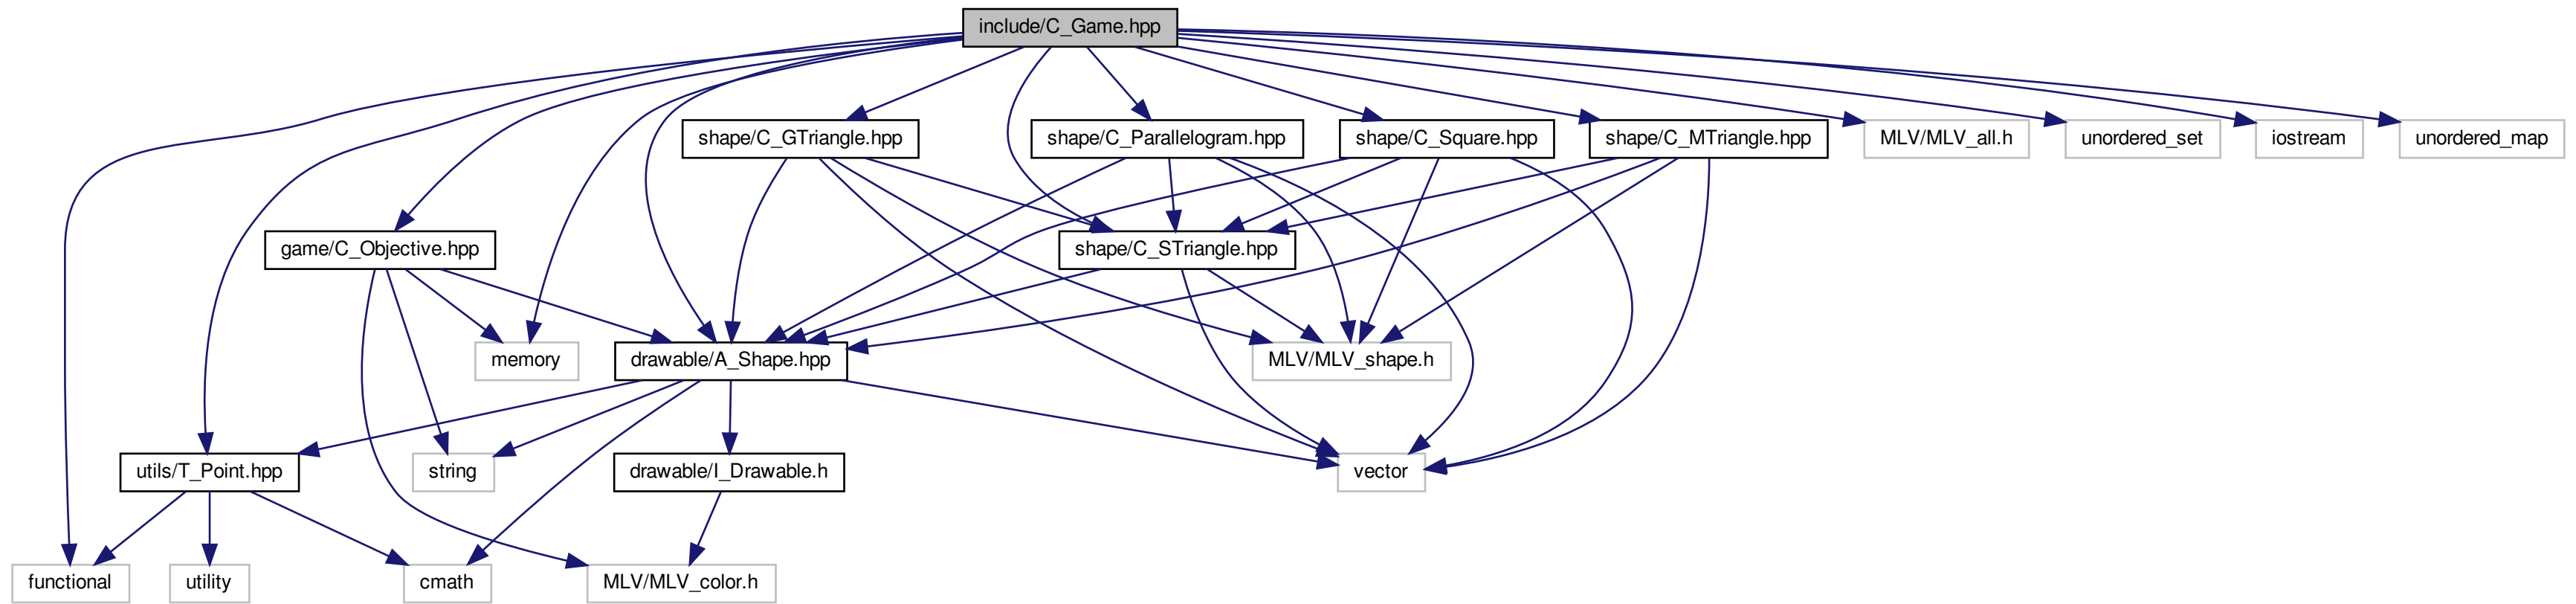 include/C_Game.hpp
shape/C_GTriangle.hpp
shape/C_Parallelogram.hpp
shape/C_Square.hpp
shape/C_MTriangle.hpp
MLV/MLV_all.h
unordered_set
iostream
unordered_map
game/C_Objective.hpp
shape/C_STriangle.hpp
memory
drawable/A_Shape.hpp
MLV/MLV_shape.h
utils/T_Point.hpp
string
drawable/I_Drawable.h
vector
functional
utility
cmath
MLV/MLV_color.h